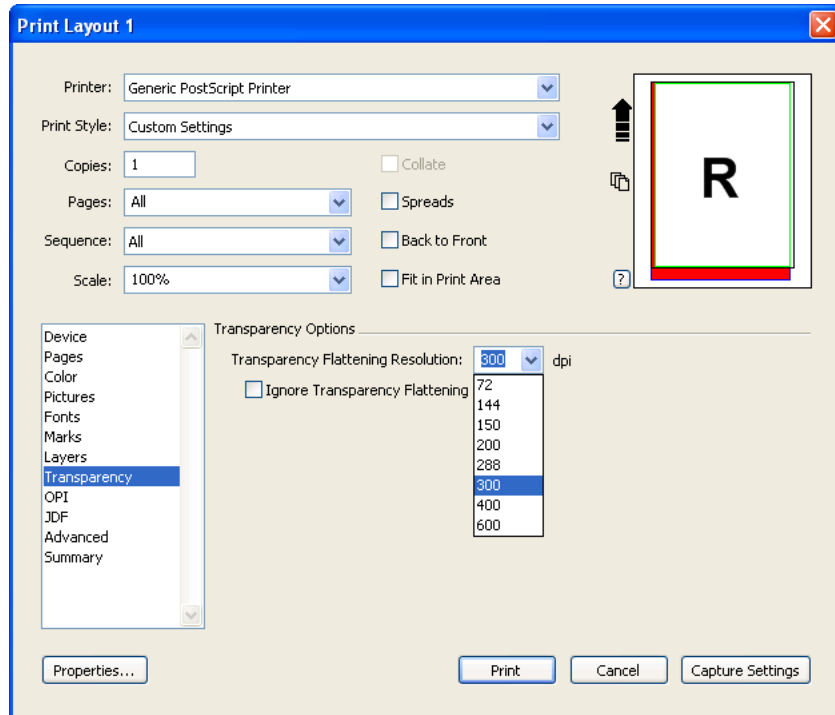 Print Layout 1
Printer: Generic PostScript Printer
Print Style: Custom Settings
Copies: 1 Collate
Pages: All Spreads
Sequence: All Back to Front
Scale: 100% Fit in Print Area ?
R
Device
Pages
Color
Pictures
Fonts
Marks
Layers
Transparency
OPI
JDF
Advanced
Summary
Transparency Options
Transparency Flattening Resolution: 300 dpi
Ignore Transparency Flattening
72
144
150
200
288
300
400
600
Properties... Print Cancel Capture Settings